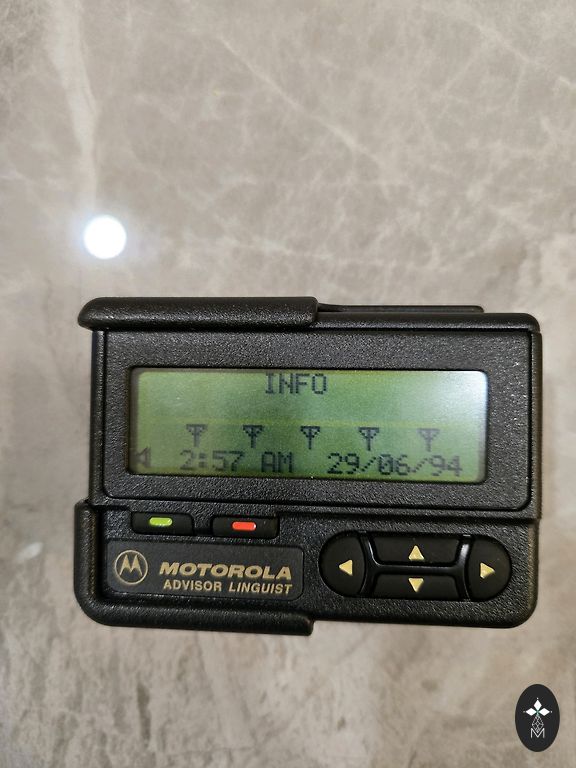 INFO
2:57 AM 29/06/94
MOTOROLA
ADVISOR LINGUIST